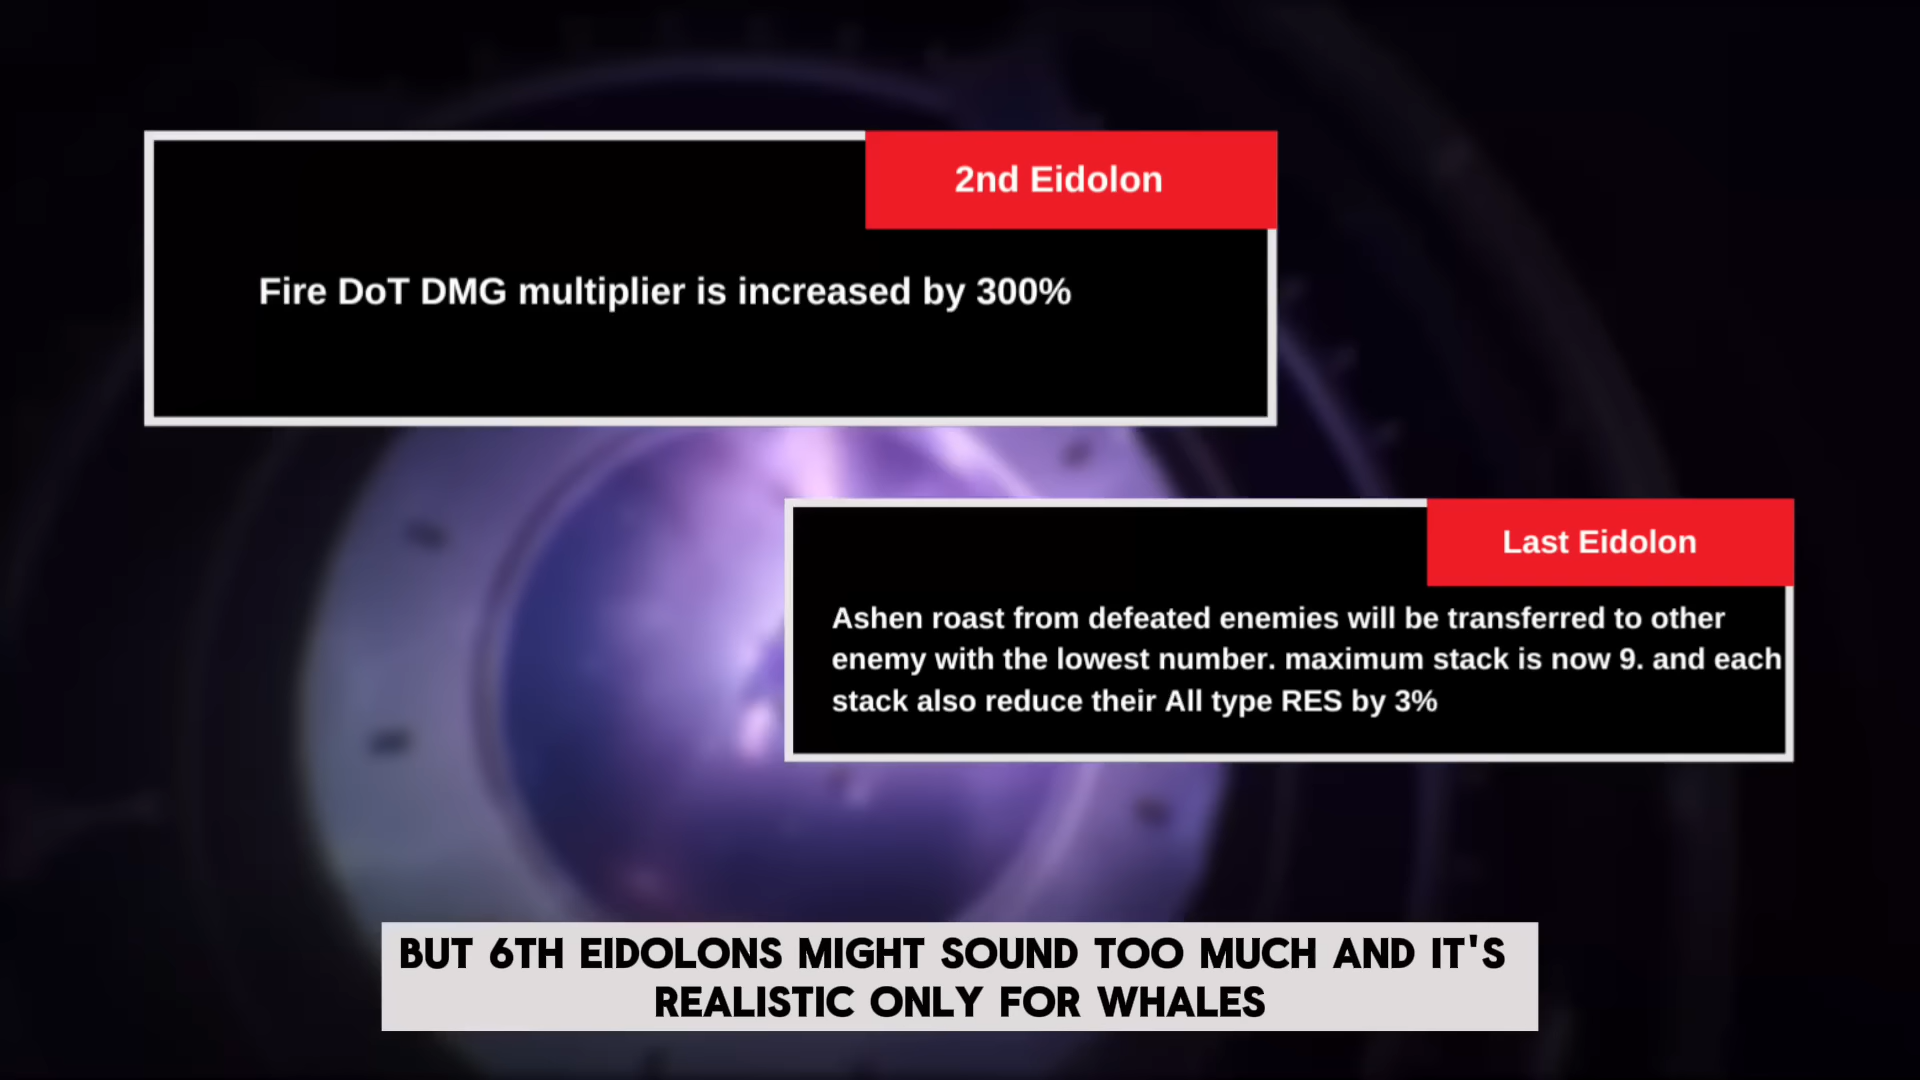 2nd Eidolon
Fire DoT DMG multiplier is increased by 300%
Last Eidolon
Ashen roast from defeated enemies will be transferred to other
enemy with the lowest number. maximum stack is now 9. and each
stack also reduce their All type RES by 3%
BUT 6TH EIDOLONS MIGHT SOUND TOO MUCH AND IT'S
REALISTIC ONLY FOR WHALES